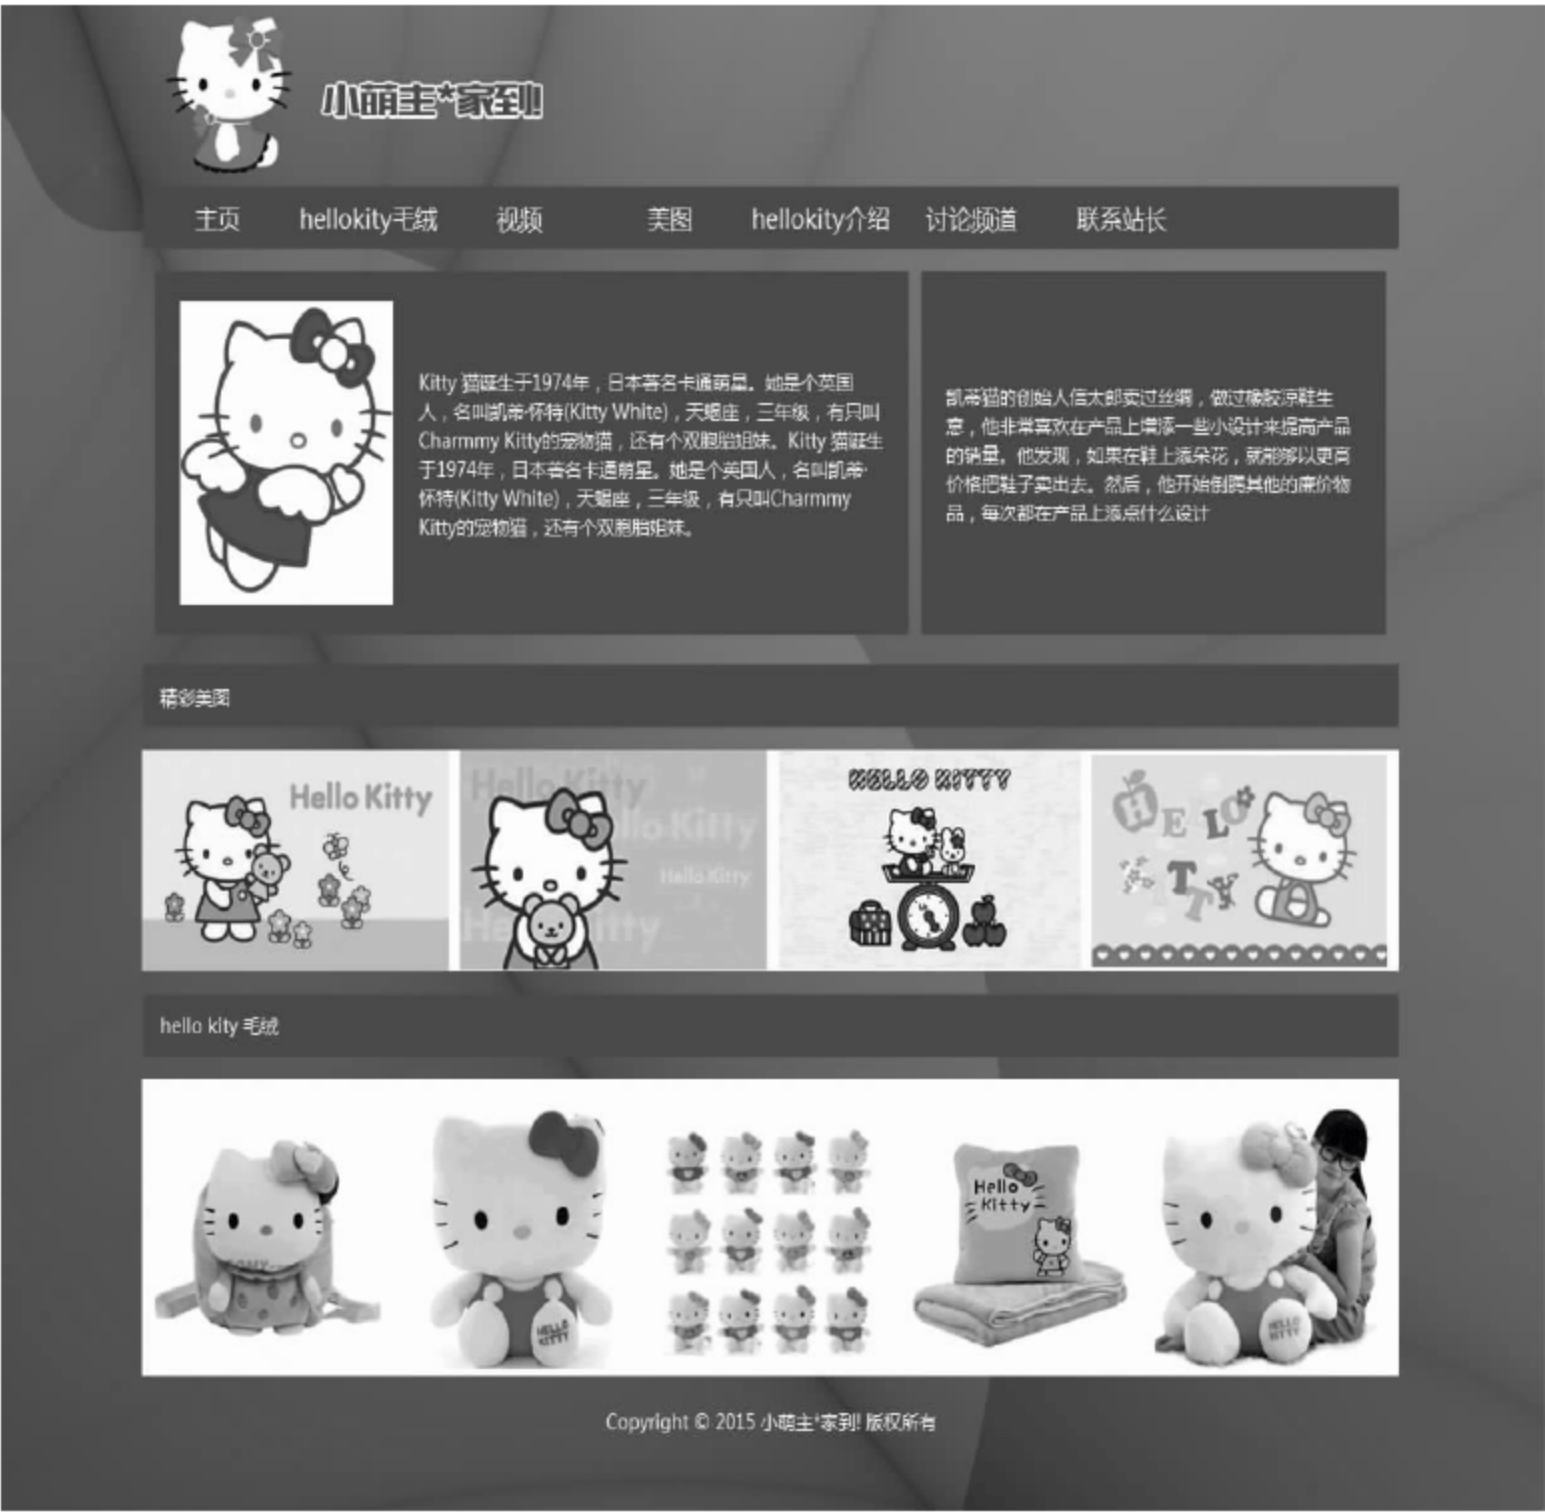 小萌主*家到!
主页 hellokity毛绒 视频 美图 hellokity介绍 讨论频道 联系站长
Kitty 猫诞生于1974年，日本著名卡通萌星。她是个英国
人，名叫凯蒂·怀特(Kitty White)，天蝎座，三年级，有只叫
Charmmy Kitty的宠物猫，还有个双胞胎姐妹。Kitty 猫诞生
于1974年，日本著名卡通萌星。她是个英国人，名叫凯蒂·
怀特(Kitty White)，天蝎座，三年级，有只叫Charmmy
Kitty的宠物猫，还有个双胞胎姐妹。
凯蒂猫的创始人信太郎卖过丝绸，做过橡胶凉鞋生
意，他非常喜欢在产品上增添一些小设计来提高产品
的销量。他发现，如果在鞋上添朵花，就能够以更高
价格把鞋子卖出去。然后，他开始倒腾其他的廉价物
品，每次都在产品上添点什么设计
精彩美图
Hello Kitty
Hello Kitty
llo Kitty
Hello Kitty
He itty
HELLO KITTY
HELLO
TT
hello kity 毛绒
HELLO
KITTY
Hello
Kitty
HELLO
KITTY
Copyright © 2015 小萌主*家到! 版权所有